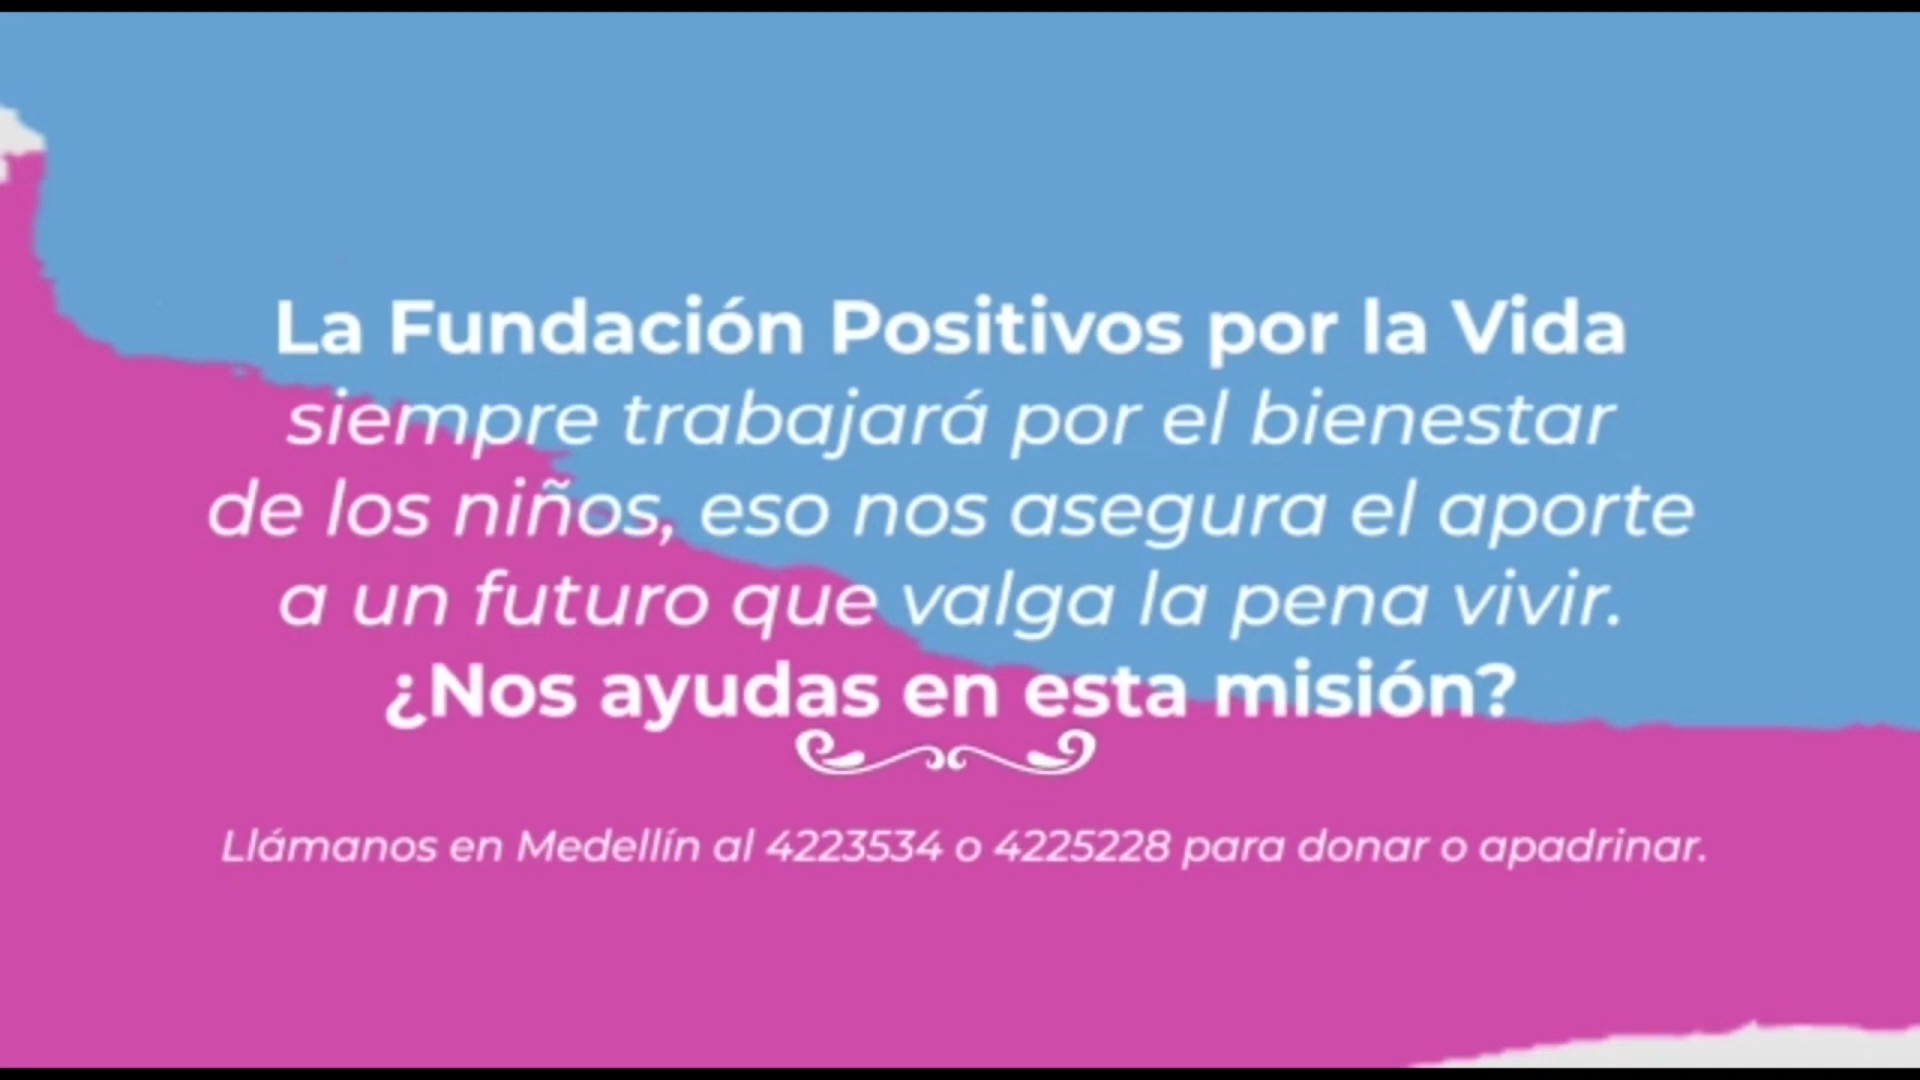 La Fundación Positivos por la Vida
siempre trabajará por el bienestar
de los niños, eso nos asegura el aporte
a un futuro que valga la pena vivir.
¿Nos ayudas en esta misión?
Llámanos en Medellín al 4223534 o 4225228 para donar o apadrinar.